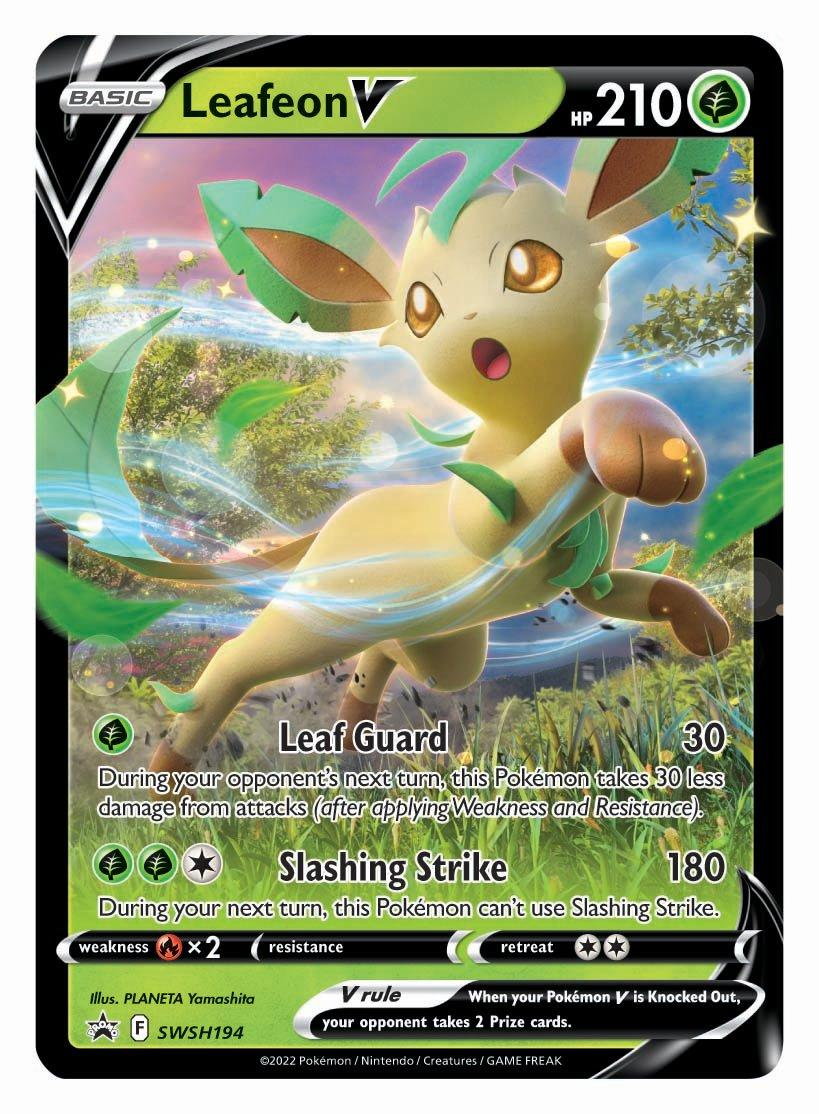 BASIC Leafeon V HP 210
Leaf Guard 30
During your opponent's next turn, this Pokémon takes 30 less
damage from attacks (after applying Weakness and Resistance).
Slashing Strike 180
During your next turn, this Pokémon can't use Slashing Strike.
weakness ×2 resistance retreat
Illus. PLANETA Yamashita
V rule When your Pokémon V is Knocked Out,
your opponent takes 2 Prize cards.
PROMO F SWSH194
©2022 Pokémon / Nintendo / Creatures / GAME FREAK